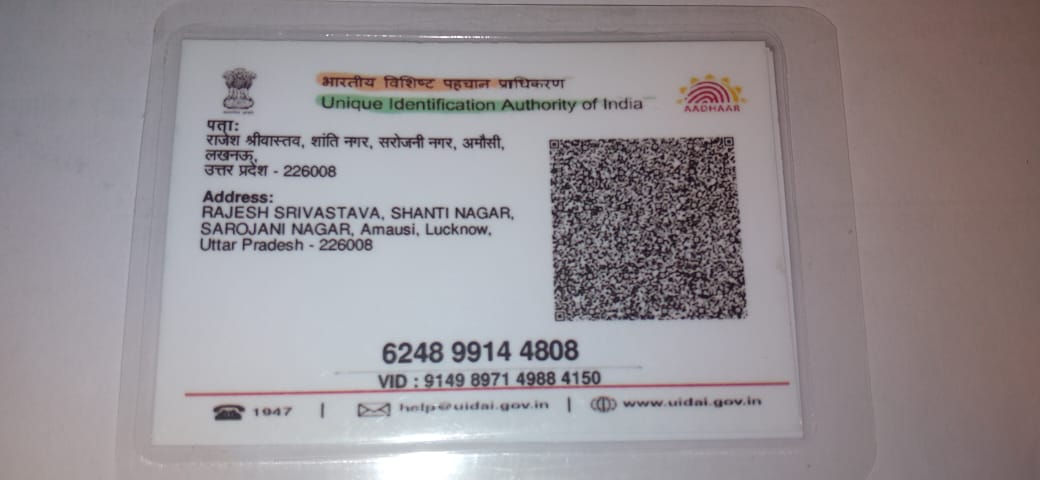 भारतीय विशिष्ट पहचान प्राधिकरण
Unique Identification Authority of India
AADHAAR
पता:
राजेश श्रीवास्तव, शांति नगर, सरोजनी नगर, अमौसी,
लखनऊ,
उत्तर प्रदेश - 226008
Address:
RAJESH SRIVASTAVA, SHANTI NAGAR,
SAROJANI NAGAR, Amausi, Lucknow,
Uttar Pradesh - 226008
6248 9914 4808
VID : 9149 8971 4988 4150
1947 | help@uidai.gov.in | www.uidai.gov.in